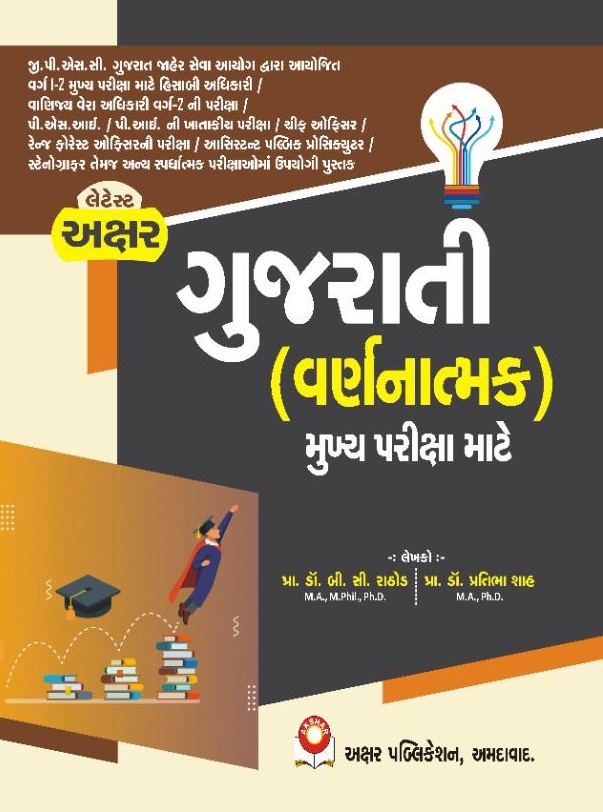 જી.પી.એસ.સી. ગુજરાત જાહેર સેવા આયોગ દ્વારા આયોજિત
વર્ગ 1-2 મુખ્ય પરીક્ષા માટે હિસાબી અધિકારી /
વાણિજ્ય વેરા અધિકારી વર્ગ-2 ની પરીક્ષા /
પી.એસ.આઈ. / પી.આઈ. ની ખાતાકીય પરીક્ષા / ચીફ ઓફિસર /
રેન્જ ફોરેસ્ટ ઓફિસરની પરીક્ષા / આસિસ્ટન્ટ પબ્લિક પ્રોસિક્યુટર /
સ્ટેનોગ્રાફર તેમજ અન્ય સ્પર્ધાત્મક પરીક્ષાઓમાં ઉપયોગી પુસ્તક
લેટેસ્ટ
અક્ષર
ગુજરાતી
(વર્ણનાત્મક)
મુખ્ય પરીક્ષા માટે
-: લેખકો :-
પ્રા. ડૉ. બી. સી. રાઠોડ
M.A., M.Phil., Ph.D.
પ્રા. ડૉ. પ્રતિભા શાહ
M.A., Ph.D.
AKSHAR
અક્ષર પબ્લિકેશન, અમદાવાદ.